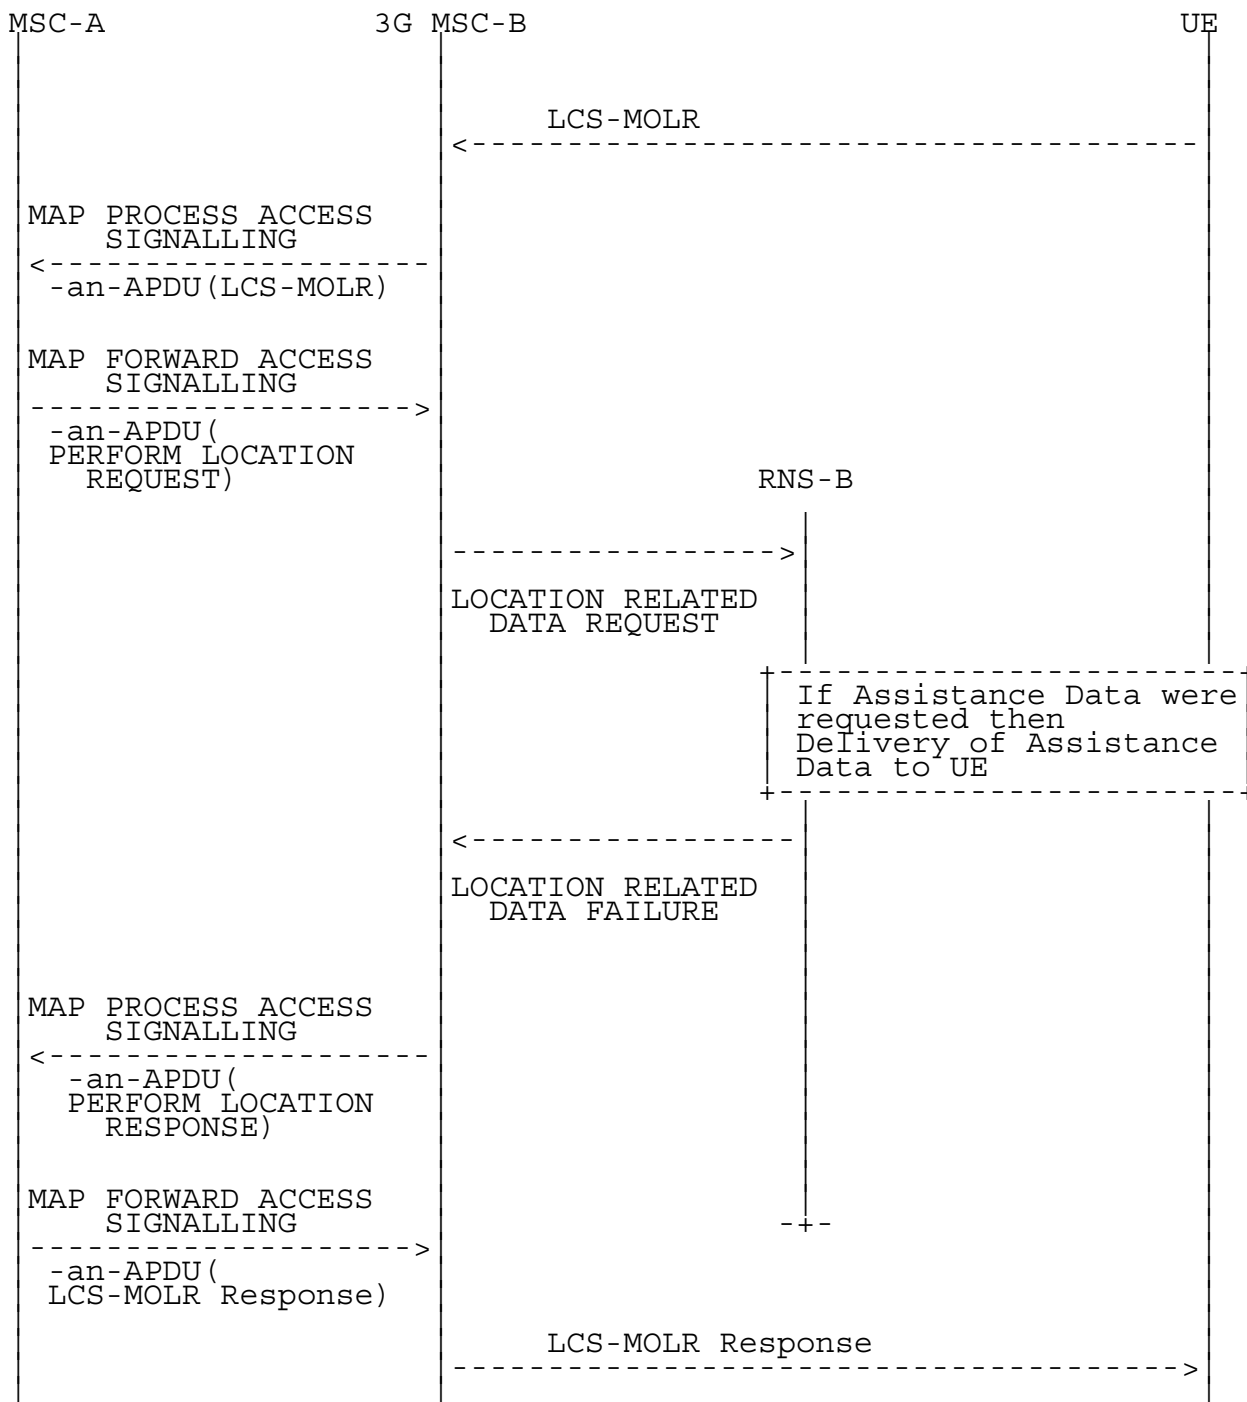 MSC-A 3G MSC-B UE
LCS-MOLR
MAP PROCESS ACCESS
SIGNALLING
-an-APDU(LCS-MOLR)
MAP FORWARD ACCESS
SIGNALLING
-an-APDU(
PERFORM LOCATION
REQUEST)
RNS-B
LOCATION RELATED
DATA REQUEST
If Assistance Data were
requested then
Delivery of Assistance
Data to UE
LOCATION RELATED
DATA FAILURE
MAP PROCESS ACCESS
SIGNALLING
-an-APDU(
PERFORM LOCATION
RESPONSE)
MAP FORWARD ACCESS
SIGNALLING
-an-APDU(
LCS-MOLR Response)
LCS-MOLR Response